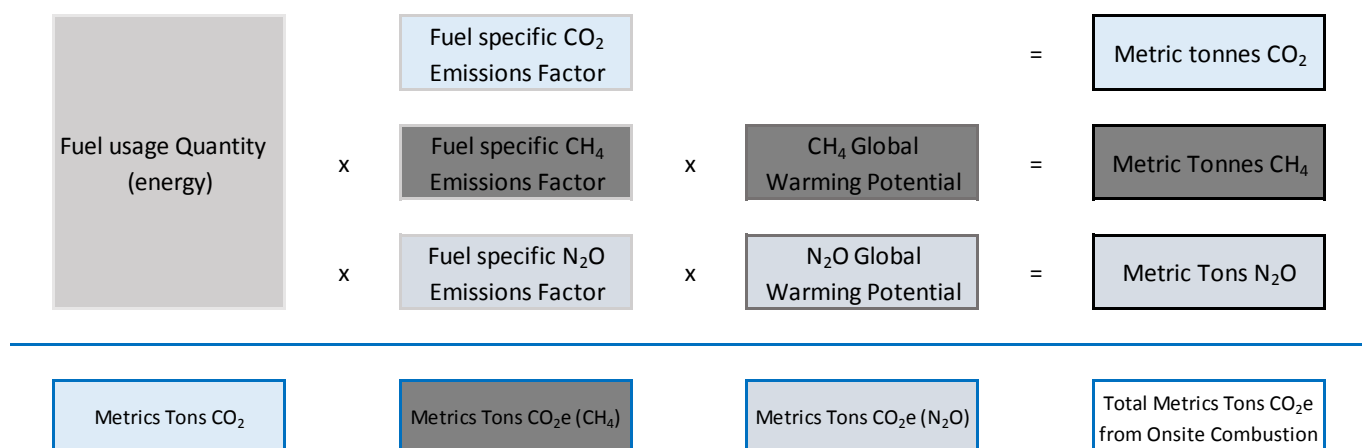 Fuel specific CO₂
Emissions Factor
=
Metric tonnes CO₂
Fuel usage Quantity
(energy)
x
Fuel specific CH₄
Emissions Factor
x
CH₄ Global
Warming Potential
=
Metric Tonnes CH₄
x
Fuel specific N₂O
Emissions Factor
x
N₂O Global
Warming Potential
=
Metric Tons N₂O
Metrics Tons CO₂
Metrics Tons CO₂e (CH₄)
Metrics Tons CO₂e (N₂O)
Total Metrics Tons CO₂e
from Onsite Combustion